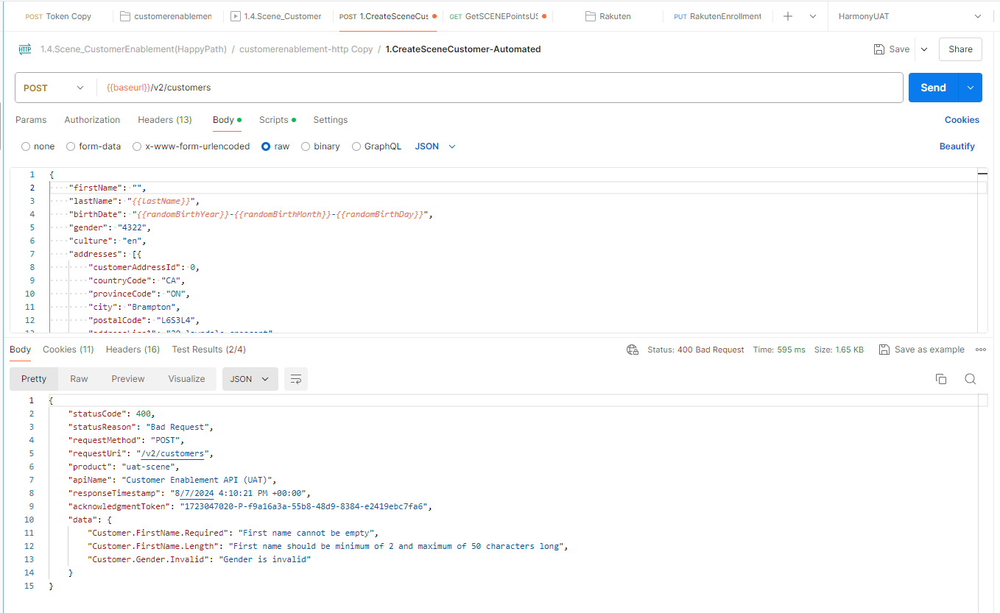 POST Token Copy customerenablemen 1.4.Scene_Customer POST 1.CreateSceneCus GET GetSCENEPointsUS Rakuten PUT RakutenEnrollment HarmonyUAT
HTTP 1.4.Scene_CustomerEnablement(HappyPath) / customerenablement-http Copy / 1.CreateSceneCustomer-Automated Save Share
POST {{baseurl}}/v2/customers Send
Params Authorization Headers (13) Body Scripts Settings Cookies
none form-data x-www-form-urlencoded raw binary GraphQL JSON Beautify
1 {
2 "firstName": "",
3 "lastName": "{{lastName}}",
4 "birthDate": "{{randomBirthYear}}-{{randomBirthMonth}}-{{randomBirthDay}}",
5 "gender": "4322",
6 "culture": "en",
7 "addresses": [{
8 "customerAddressId": 0,
9 "countryCode": "CA",
10 "provinceCode": "ON",
11 "city": "Brampton",
12 "postalCode": "L6S3L4",
Body Cookies (11) Headers (16) Test Results (2/4) Status: 400 Bad Request Time: 595 ms Size: 1.65 KB Save as example
Pretty Raw Preview Visualize JSON
1 {
2 "statusCode": 400,
3 "statusReason": "Bad Request",
4 "requestMethod": "POST",
5 "requestUri": "/v2/customers",
6 "product": "uat-scene",
7 "apiName": "Customer Enablement API (UAT)",
8 "responseTimestamp": "8/7/2024 4:10:21 PM +00:00",
9 "acknowledgmentToken": "1723047020-P-f9a16a3a-55b8-48d9-8384-e2419ebc7fa6",
10 "data": {
11 "Customer.FirstName.Required": "First name cannot be empty",
12 "Customer.FirstName.Length": "First name should be minimum of 2 and maximum of 50 characters long",
13 "Customer.Gender.Invalid": "Gender is invalid"
14 }
15 }